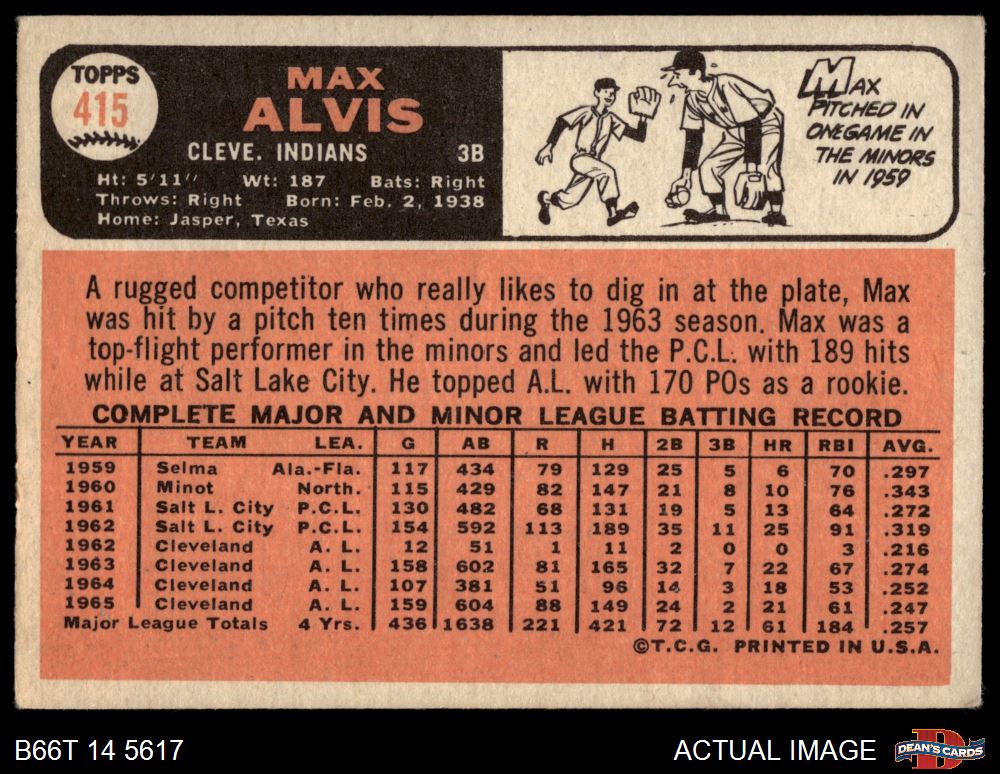 TOPPS
415
MAX
ALVIS
CLEVE. INDIANS 3B
Ht: 5'11" Wt: 187 Bats: Right
Throws: Right Born: Feb. 2, 1938
Home: Jasper, Texas
MAX
PITCHED IN
ONE GAME IN
THE MINORS
IN 1959
A rugged competitor who really likes to dig in at the plate, Max
was hit by a pitch ten times during the 1963 season. Max was a
top-flight performer in the minors and led the P.C.L. with 189 hits
while at Salt Lake City. He topped A.L. with 170 POs as a rookie.
COMPLETE MAJOR AND MINOR LEAGUE BATTING RECORD
YEAR TEAM LEA. G AB R H 2B 3B HR RBI AVG.
1959 Selma Ala.-Fla. 117 434 79 129 25 5 6 70 .297
1960 Minot North. 115 429 82 147 21 8 10 76 .343
1961 Salt L. City P.C.L. 130 482 68 131 19 5 13 64 .272
1962 Salt L. City P.C.L. 154 592 113 189 35 11 25 91 .319
1962 Cleveland A. L. 12 51 1 11 2 0 0 3 .216
1963 Cleveland A. L. 158 602 81 165 32 7 22 67 .274
1964 Cleveland A. L. 107 381 51 96 14 3 18 53 .252
1965 Cleveland A. L. 159 604 88 149 24 2 21 61 .247
Major League Totals 4 Yrs. 436 1638 221 421 72 12 61 184 .257
©T.C.G. PRINTED IN U.S.A.
B66T 14 5617
ACTUAL IMAGE
DEAN'S CARDS